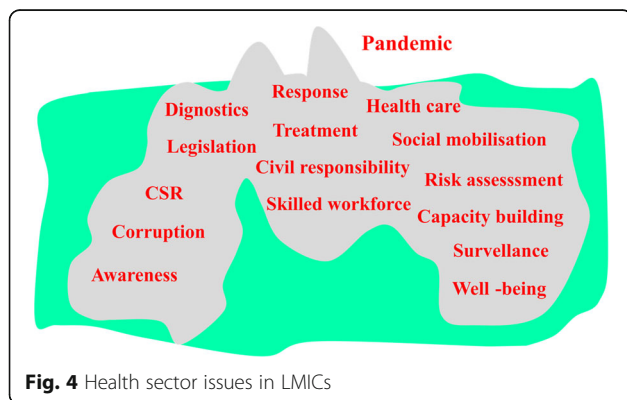 Pandemic
Response
Dignostics
Health care
Treatment
Legislation
Social mobilisation
Civil responsibility
CSR
Risk assesssment
Skilled workforce
Capacity building
Corruption
Survellance
Awareness
Well -being
Fig. 4 Health sector issues in LMICs